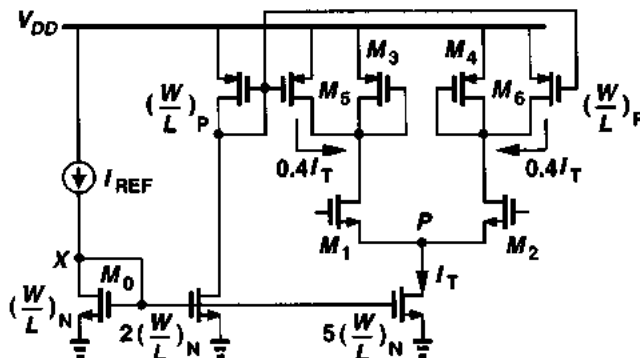 V_DD
M_3
M_4
M_5
M_6
(W/L)_P
(W/L)_P
0.4I_T
0.4I_T
I_REF
P
M_1
M_2
X
M_0
I_T
(W/L)_N
2(W/L)_N
5(W/L)_N